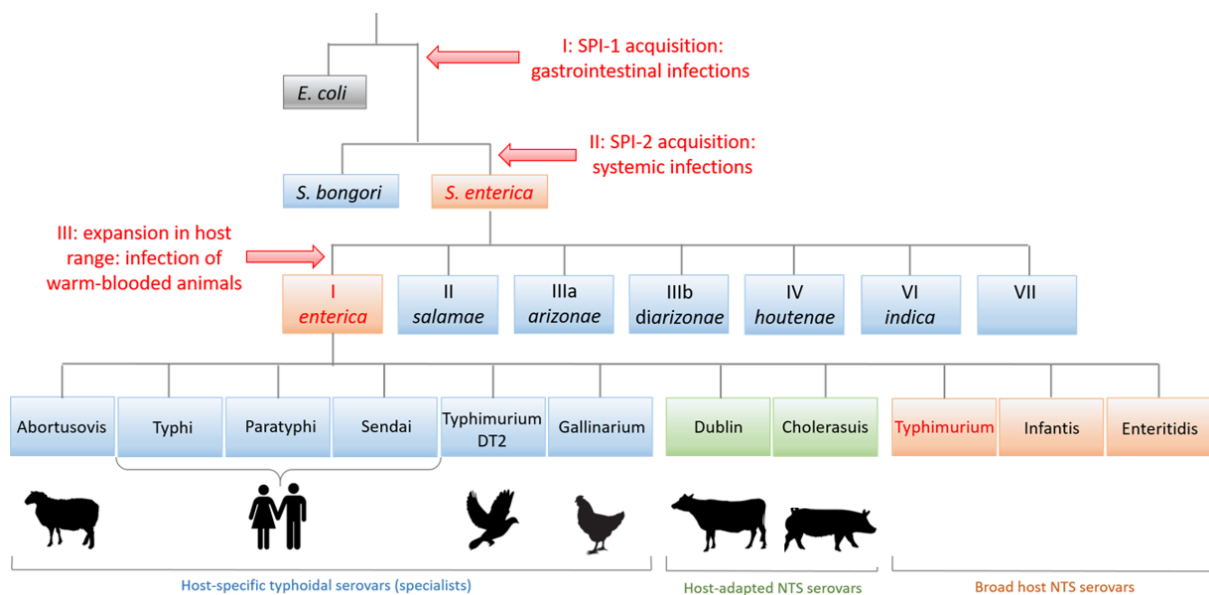 I: SPI-1 acquisition:
gastrointestinal infections
E. coli
II: SPI-2 acquisition:
systemic infections
S. bongori
S. enterica
III: expansion in host
range: infection of
warm-blooded animals
I
enterica
II
salamae
IIIa
arizonae
IIIb
diarizonae
IV
houtenae
VI
indica
VII
Abortusovis
Typhi
Paratyphi
Sendai
Typhimurium
DT2
Gallinarium
Dublin
Cholerasuis
Typhimurium
Infantis
Enteritidis
Host-specific typhoidal serovars (specialists)
Host-adapted NTS serovars
Broad host NTS serovars